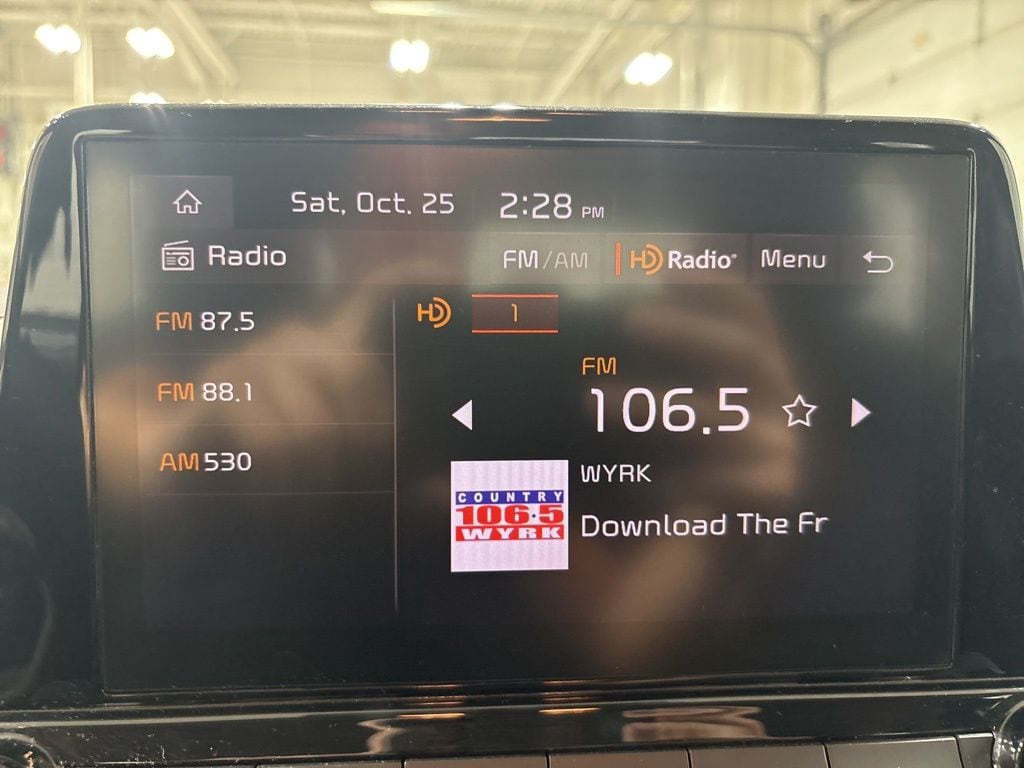 Sat, Oct. 25 2:28 PM
Radio FM/AM HD Radio Menu
FM 87.5
FM 88.1
AM 530
HD 1
FM
106.5
WYRK
Download The Fr
COUNTRY
106.5
WYRK